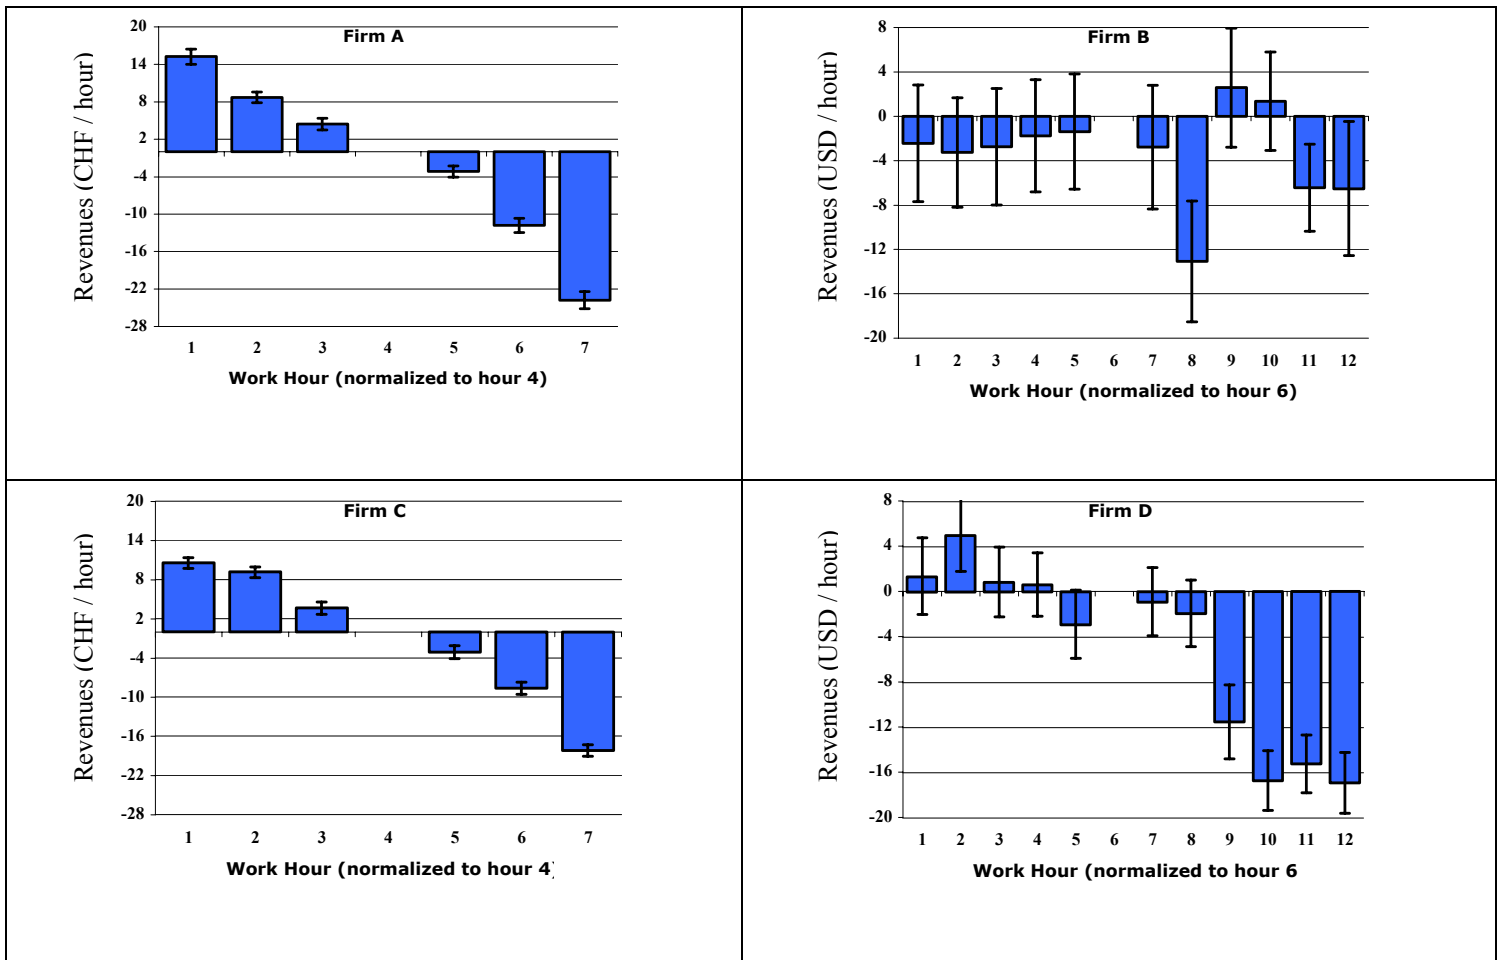 Firm A
Revenues (CHF / hour)
20
14
8
2
-4
-10
-16
-22
-28
1 2 3 4 5 6 7
Work Hour (normalized to hour 4)
Firm B
Revenues (USD / hour)
8
4
0
-4
-8
-12
-16
-20
1 2 3 4 5 6 7 8 9 10 11 12
Work Hour (normalized to hour 6)
Firm C
Revenues (CHF / hour)
20
14
8
2
-4
-10
-16
-22
-28
1 2 3 4 5 6 7
Work Hour (normalized to hour 4)
Firm D
Revenues (USD / hour)
8
4
0
-4
-8
-12
-16
-20
1 2 3 4 5 6 7 8 9 10 11 12
Work Hour (normalized to hour 6